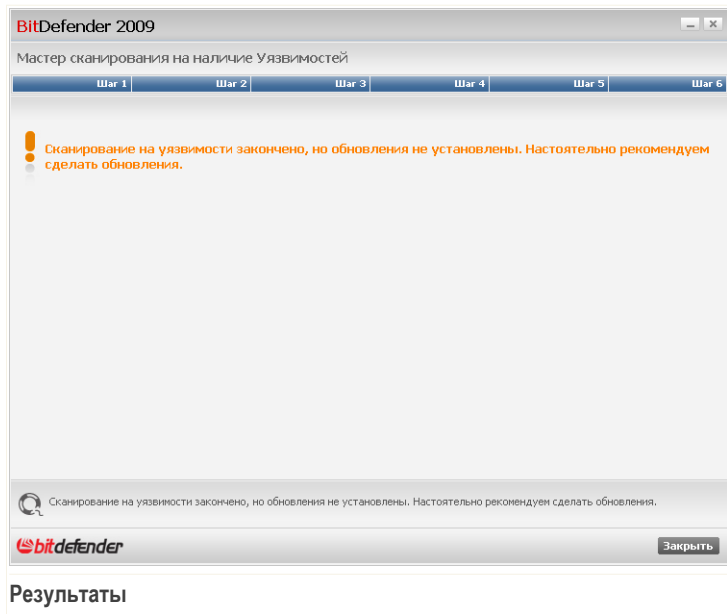 BitDefender 2009
Мастер сканирования на наличие Уязвимостей
Шаг 1 Шаг 2 Шаг 3 Шаг 4 Шаг 5 Шаг 6
Сканирование на уязвимости закончено, но обновления не установлены. Настоятельно рекомендуем
сделать обновления.
Сканирование на уязвимости закончено, но обновления не установлены. Настоятельно рекомендуем сделать обновления.
bitdefender
Закрыть
Результаты